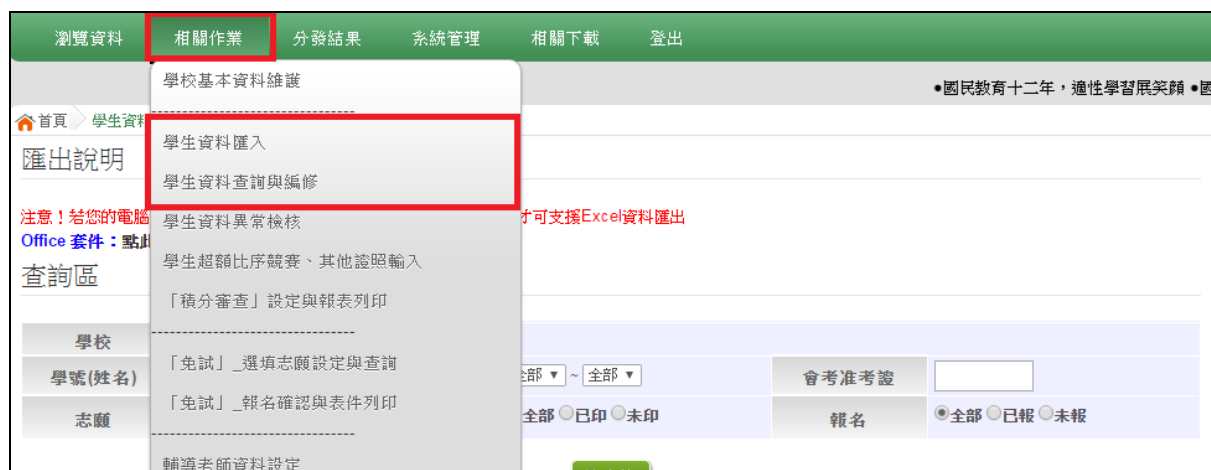 瀏覽資料 相關作業 分發結果 系統管理 相關下載 登出
學校基本資料維護
●國民教育十二年，適性學習展笑顏 ●國
------------------------------
首頁 學生資料
學生資料匯入
匯出說明
學生資料查詢與編修
注意！若您的電腦 才可支援Excel資料匯出
學生資料異常檢核
Office 套件：點此
學生超額比序競賽、其他證照輸入
查詢區
「積分審查」設定與報表列印
------------------------------
學校
「免試」_選填志願設定與查詢
學號(姓名) 全部 ~ 全部 會考准考證
「免試」_報名確認與表件列印
志願 全部 已印 未印 報名 全部 已報 未報
------------------------------
輔導老師資料設定